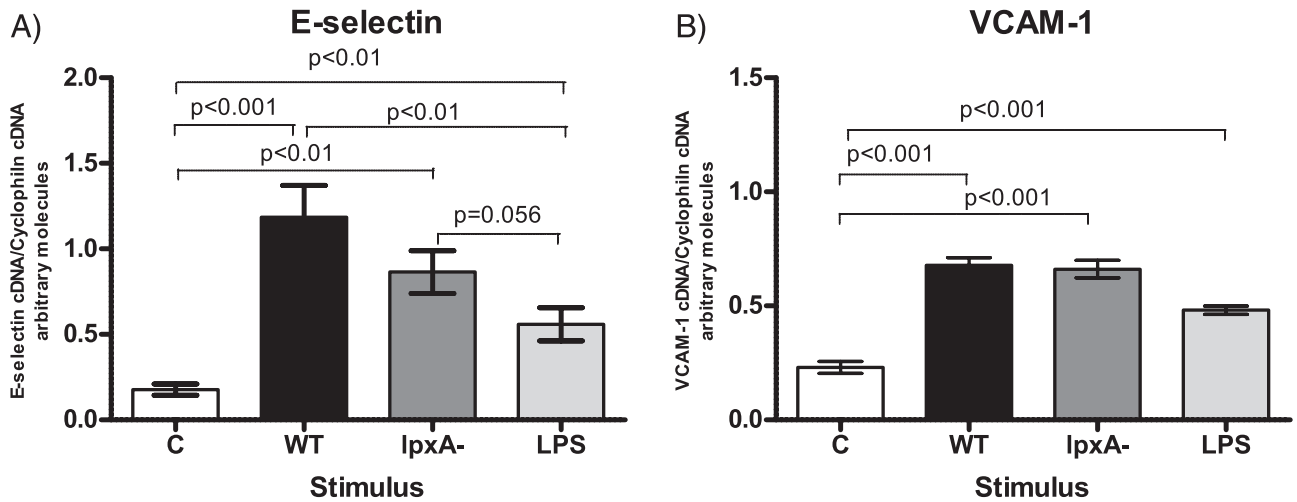 A)
E-selectin
E-selectin cDNA/Cyclophiln cDNA
arbitrary molecules
2.0
1.5
1.0
0.5
0.0
p<0.01
p<0.001
p<0.01
p<0.01
p=0.056
C WT lpxA- LPS
Stimulus
B)
VCAM-1
VCAM-1 cDNA/Cyclophiln cDNA
arbitrary molecules
1.5
1.0
0.5
0.0
p<0.001
p<0.001
p<0.001
C WT lpxA- LPS
Stimulus